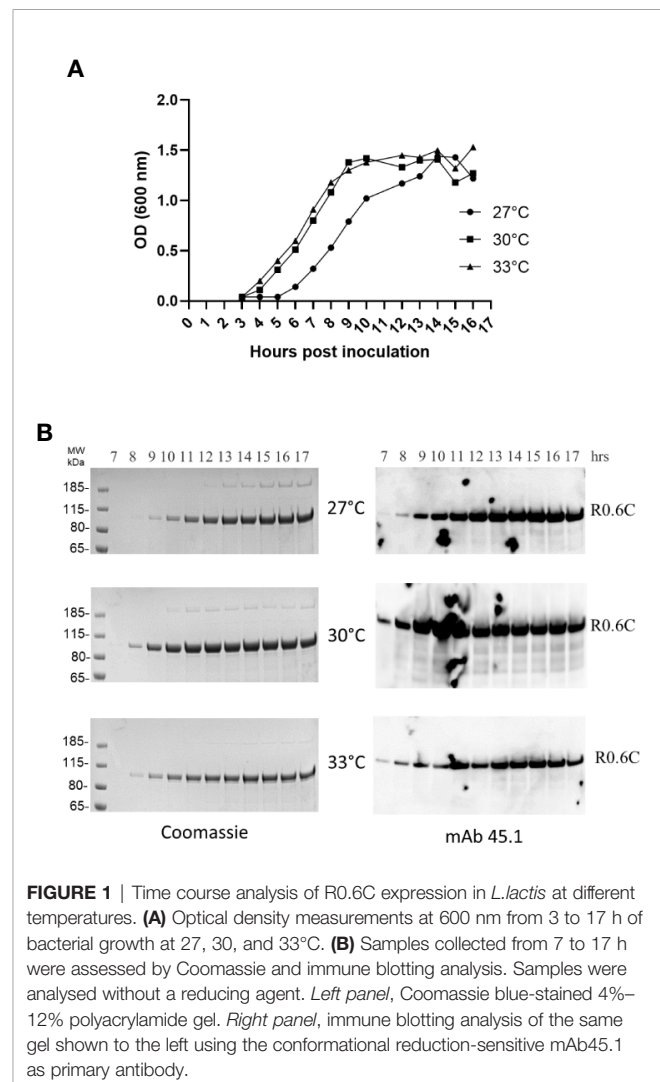 A
2.0
1.5
1.0
0.5
0.0
OD (600 nm)
27°C
30°C
33°C
0 1 2 3 4 5 6 7 8 9 10 11 12 13 14 15 16 17
Hours post inoculation
B
MW
kDa
7 8 9 10 11 12 13 14 15 16 17
7 8 9 10 11 12 13 14 15 16 17 hrs
185-
115-
80-
65-
27°C
R0.6C
185-
115-
80-
65-
30°C
R0.6C
185-
115-
80-
65-
33°C
R0.6C
Coomassie
mAb 45.1
FIGURE 1 | Time course analysis of R0.6C expression in L.lactis at different
temperatures. (A) Optical density measurements at 600 nm from 3 to 17 h of
bacterial growth at 27, 30, and 33°C. (B) Samples collected from 7 to 17 h
were assessed by Coomassie and immune blotting analysis. Samples were
analysed without a reducing agent. Left panel, Coomassie blue-stained 4%–
12% polyacrylamide gel. Right panel, immune blotting analysis of the same
gel shown to the left using the conformational reduction-sensitive mAb45.1
as primary antibody.